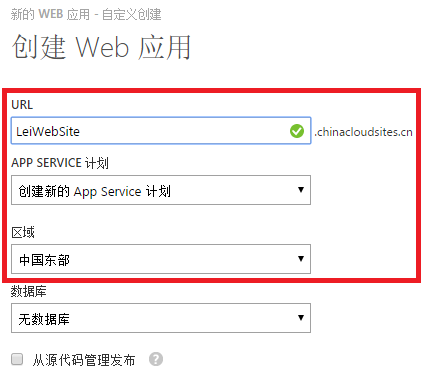 新的 WEB 应用 - 自定义创建
创建 Web 应用
URL
LeiWebSite .chinacloudsites.cn
APP SERVICE 计划
创建新的 App Service 计划
区域
中国东部
数据库
无数据库
从源代码管理发布 ?